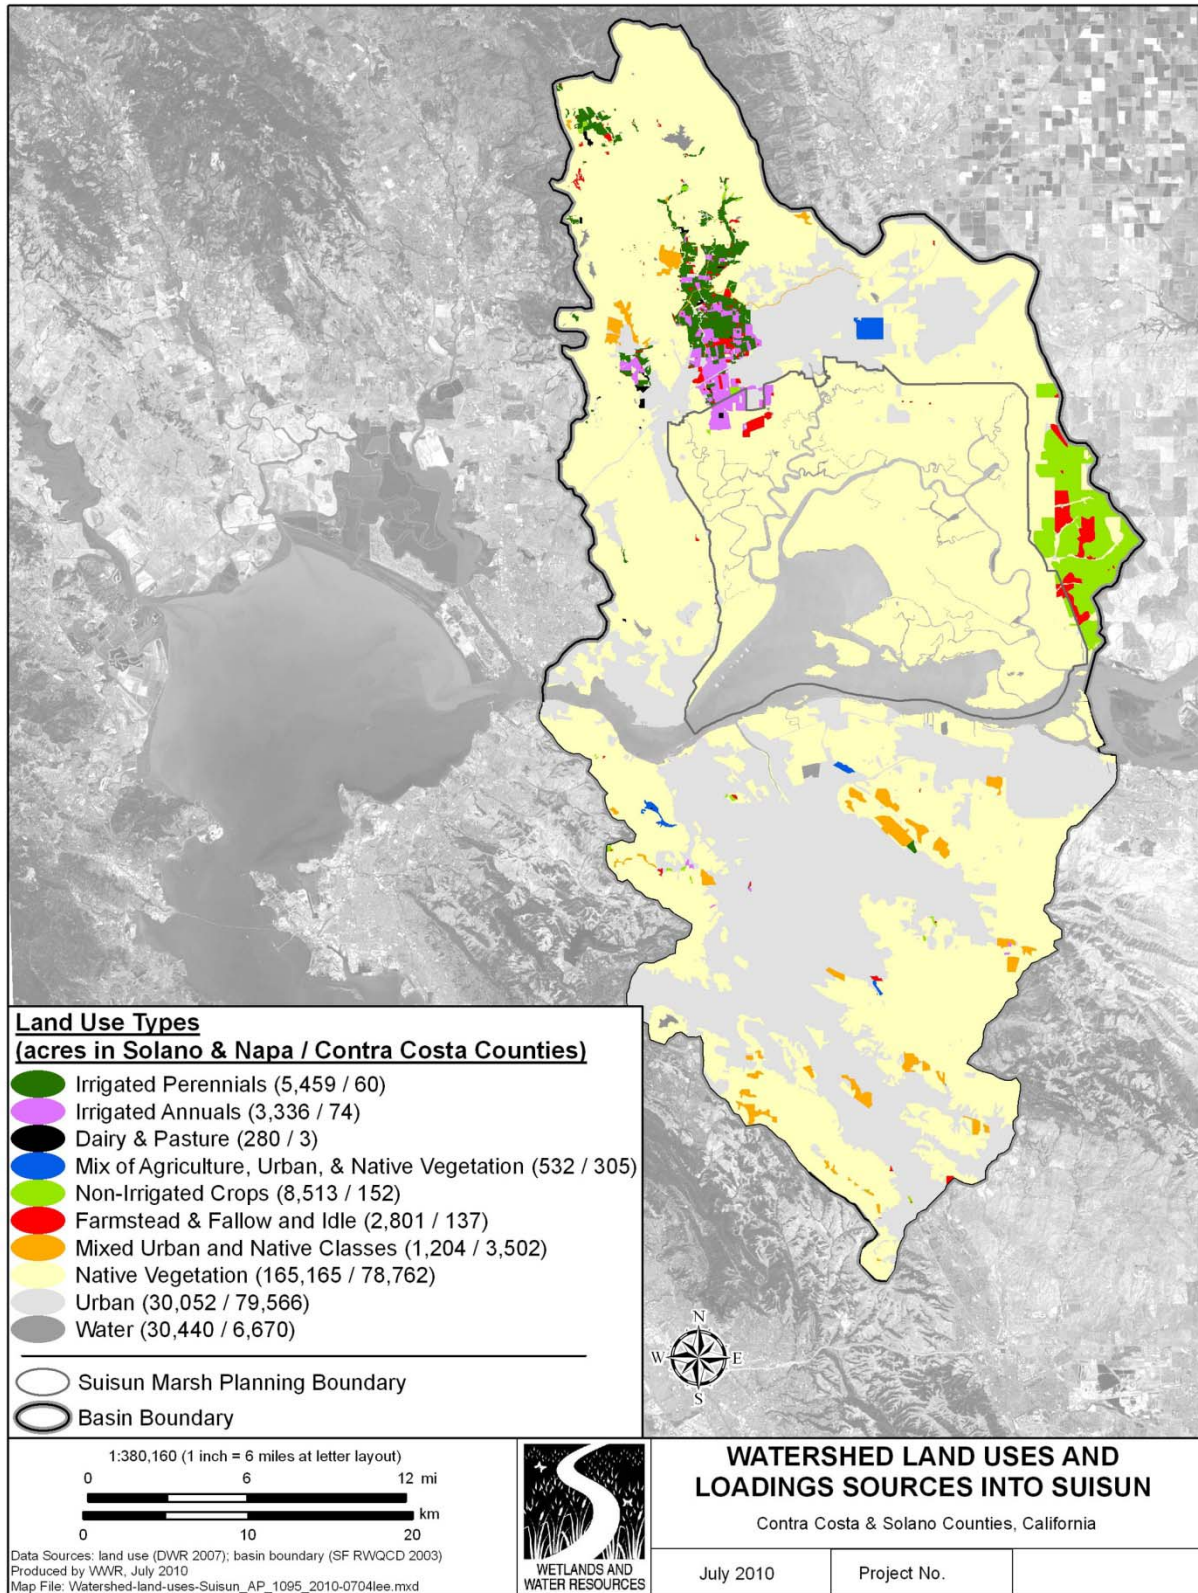 Land Use Types
(acres in Solano & Napa / Contra Costa Counties)
Irrigated Perennials (5,459 / 60)
Irrigated Annuals (3,336 / 74)
Dairy & Pasture (280 / 3)
Mix of Agriculture, Urban, & Native Vegetation (532 / 305)
Non-Irrigated Crops (8,513 / 152)
Farmstead & Fallow and Idle (2,801 / 137)
Mixed Urban and Native Classes (1,204 / 3,502)
Native Vegetation (165,165 / 78,762)
Urban (30,052 / 79,566)
Water (30,440 / 6,670)
Suisun Marsh Planning Boundary
Basin Boundary
N
W E
S
1:380,160 (1 inch = 6 miles at letter layout)
0 6 12 mi
km
0 10 20
Data Sources: land use (DWR 2007); basin boundary (SF RWQCD 2003)
Produced by WWR, July 2010
Map File: Watershed-land-uses-Suisun_AP_1095_2010-0704lee.mxd
WETLANDS AND
WATER RESOURCES
WATERSHED LAND USES AND
LOADINGS SOURCES INTO SUISUN
Contra Costa & Solano Counties, California
July 2010
Project No.